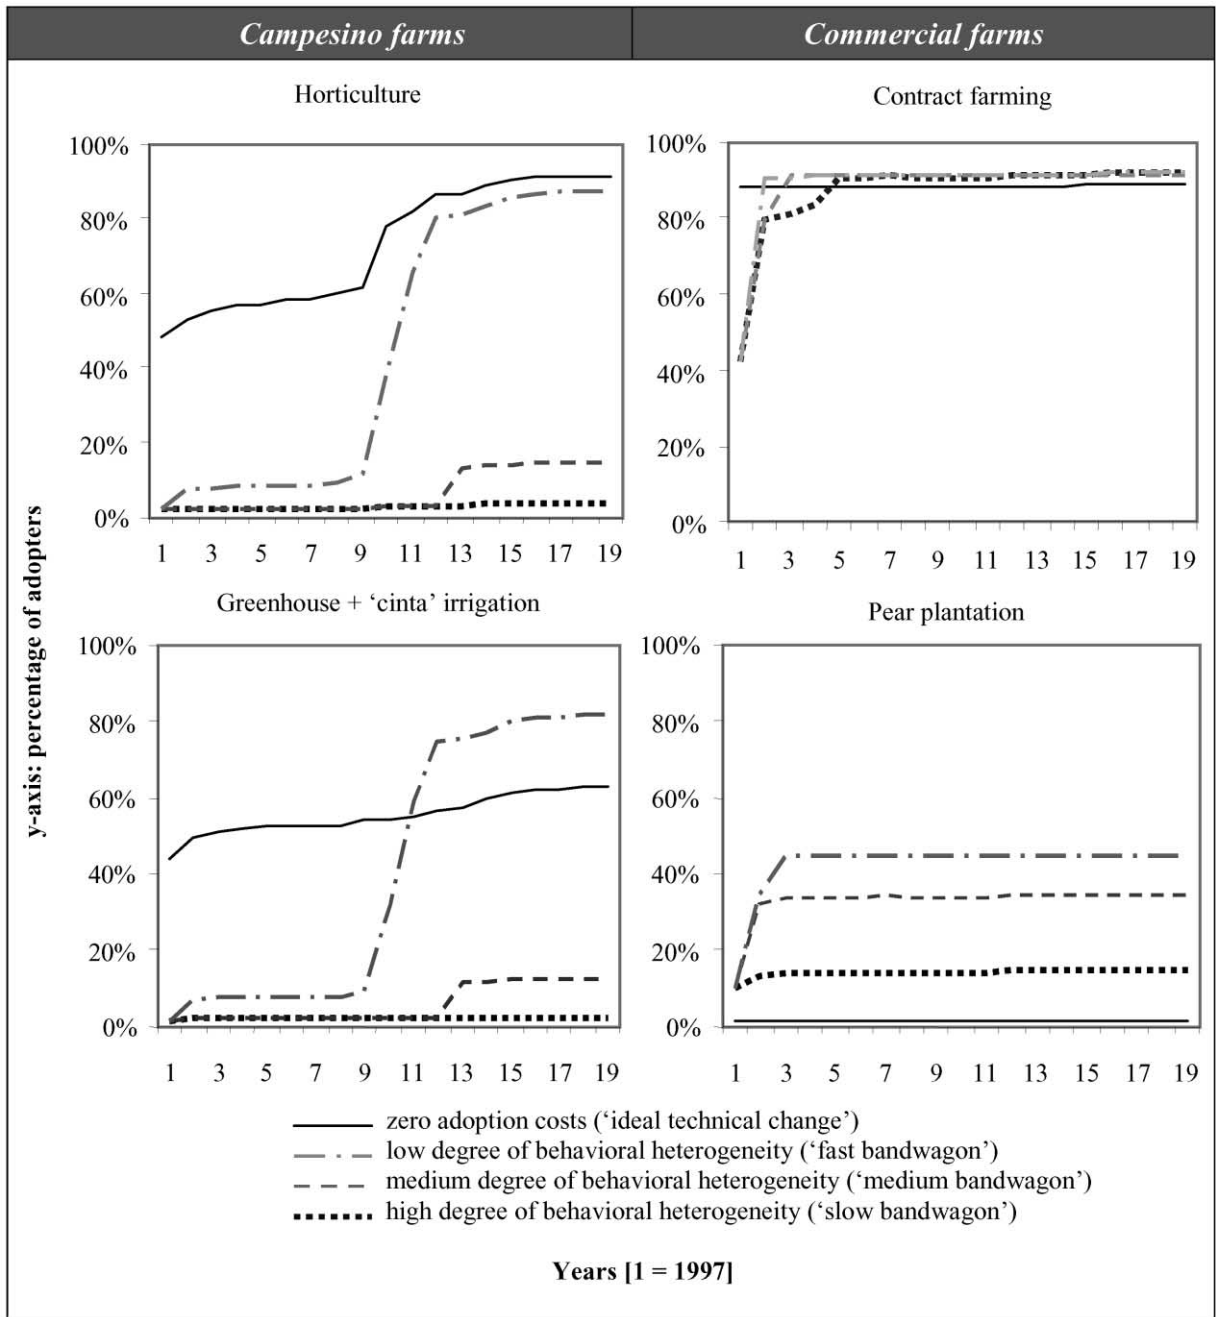 Campesino farms
Commercial farms
Horticulture
100%
80%
60%
40%
20%
0%
1 3 5 7 9 11 13 15 17 19
Contract farming
100%
80%
60%
40%
20%
0%
1 3 5 7 9 11 13 15 17 19
y-axis: percentage of adopters
Greenhouse + ‘cinta’ irrigation
100%
80%
60%
40%
20%
0%
1 3 5 7 9 11 13 15 17 19
Pear plantation
100%
80%
60%
40%
20%
0%
1 3 5 7 9 11 13 15 17 19
zero adoption costs (‘ideal technical change’)
low degree of behavioral heterogeneity (‘fast bandwagon’)
medium degree of behavioral heterogeneity (‘medium bandwagon’)
high degree of behavioral heterogeneity (‘slow bandwagon’)
Years [1 = 1997]